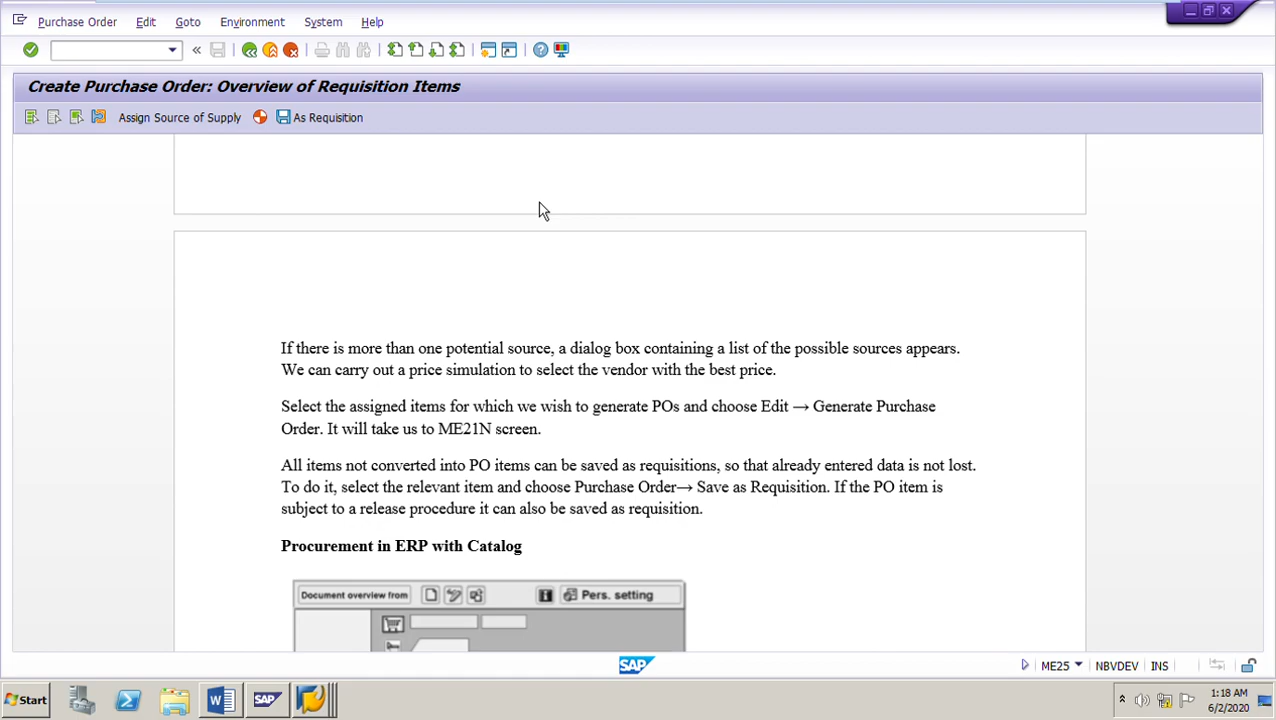 Purchase Order Edit Goto Environment System Help
Create Purchase Order: Overview of Requisition Items
Assign Source of Supply As Requisition
If there is more than one potential source, a dialog box containing a list of the possible sources appears.
We can carry out a price simulation to select the vendor with the best price.
Select the assigned items for which we wish to generate POs and choose Edit → Generate Purchase
Order. It will take us to ME21N screen.
All items not converted into PO items can be saved as requisitions, so that already entered data is not lost.
To do it, select the relevant item and choose Purchase Order→ Save as Requisition. If the PO item is
subject to a release procedure it can also be saved as requisition.
Procurement in ERP with Catalog
Document overview from Pers. setting
SAP
ME25 NBVDEV INS
Start SAP 1:18 AM
6/2/2020